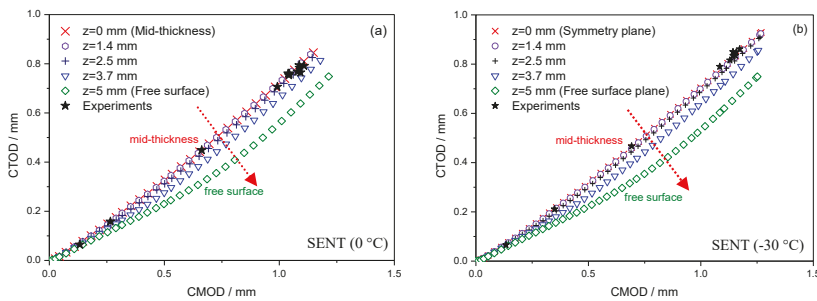 (a)
z=0 mm (Mid-thickness)
z=1.4 mm
z=2.5 mm
z=3.7 mm
z=5 mm (Free surface)
Experiments
mid-thickness
free surface
SENT (0 °C)
CTOD / mm
1.0
0.8
0.6
0.4
0.2
0.0
0.0
0.5
1.0
1.5
CMOD / mm
(b)
z=0 mm (Symmetry plane)
z=1.4 mm
z=2.5 mm
z=3.7 mm
z=5 mm (Free surface plane)
Experiments
mid-thickness
free surface
SENT (-30 °C)
CTOD / mm
1.0
0.8
0.6
0.4
0.2
0.0
0.0
0.5
1.0
1.5
CMOD / mm